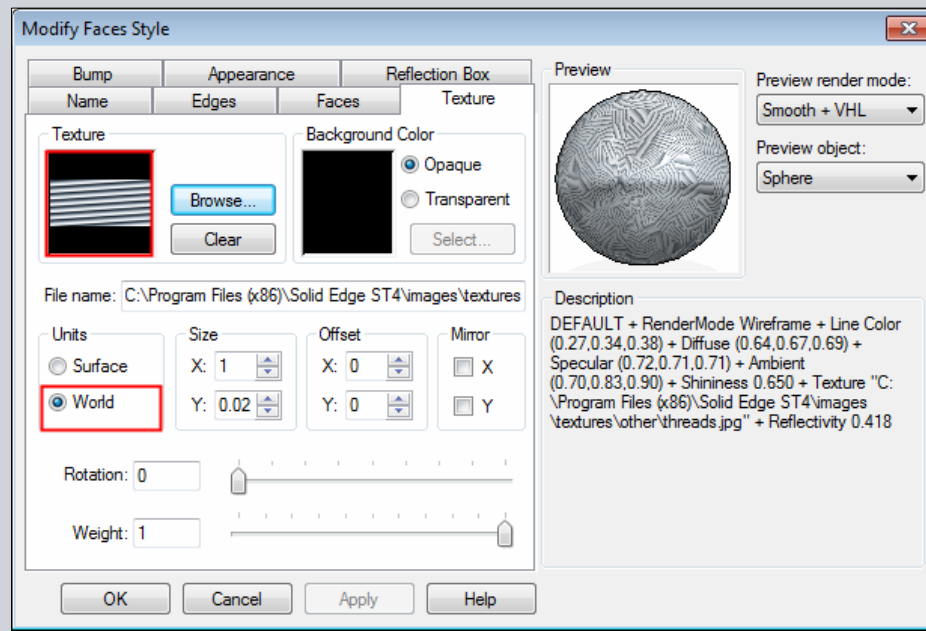 Modify Faces Style
Bump
Appearance
Reflection Box
Name
Edges
Faces
Texture
Texture
Browse...
Clear
Background Color
Opaque
Transparent
Select...
File name: C:\Program Files (x86)\Solid Edge ST4\images\textures
Units
Surface
World
Size
X: 1
Y: 0.02
Offset
X: 0
Y: 0
Mirror
X
Y
Rotation: 0
Weight: 1
OK
Cancel
Apply
Help
Preview
Preview render mode:
Smooth + VHL
Preview object:
Sphere
Description
DEFAULT + RenderMode Wireframe + Line Color
(0.27,0.34,0.38) + Diffuse (0.64,0.67,0.69) +
Specular (0.72,0.71,0.71) + Ambient
(0.70,0.83,0.90) + Shininess 0.650 + Texture "C:
\Program Files (x86)\Solid Edge ST4\images
\textures\other\threads.jpg" + Reflectivity 0.418